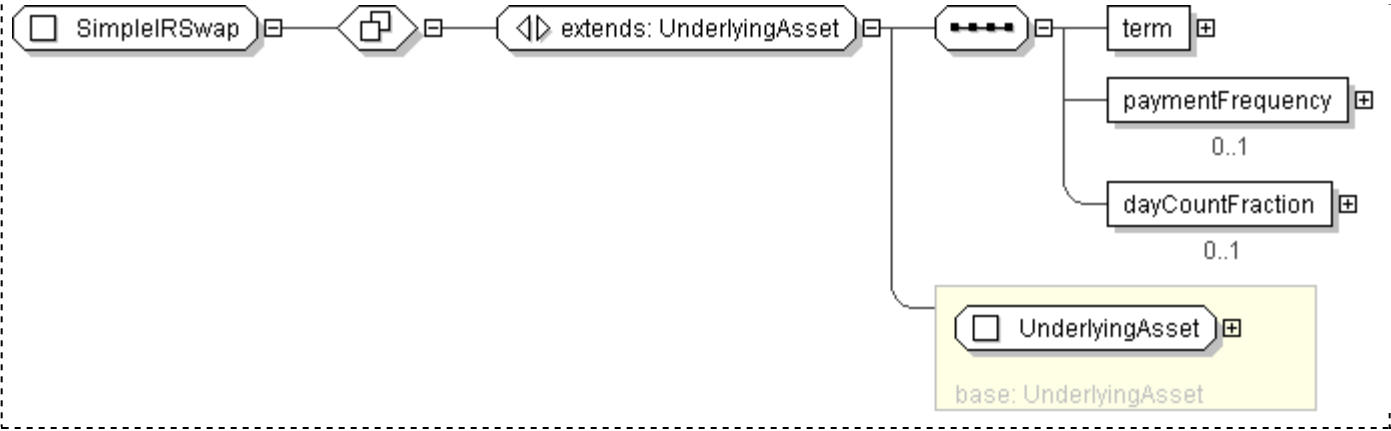 SimpleIRSwap
extends: UnderlyingAsset
term
paymentFrequency
0..1
dayCountFraction
0..1
UnderlyingAsset
base: UnderlyingAsset